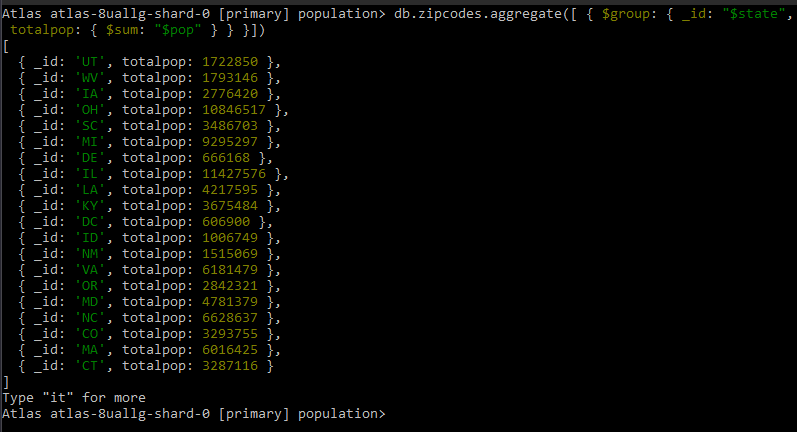 Atlas atlas-8uallg-shard-0 [primary] population> db.zipcodes.aggregate([ { $group: { _id: "$state",
 totalpop: { $sum: "$pop" } } }])
[
  { _id: 'UT', totalpop: 1722850 },
  { _id: 'WV', totalpop: 1793146 },
  { _id: 'IA', totalpop: 2776420 },
  { _id: 'OH', totalpop: 10846517 },
  { _id: 'SC', totalpop: 3486703 },
  { _id: 'MI', totalpop: 9295297 },
  { _id: 'DE', totalpop: 666168 },
  { _id: 'IL', totalpop: 11427576 },
  { _id: 'LA', totalpop: 4217595 },
  { _id: 'KY', totalpop: 3675484 },
  { _id: 'DC', totalpop: 606900 },
  { _id: 'ID', totalpop: 1006749 },
  { _id: 'NM', totalpop: 1515069 },
  { _id: 'VA', totalpop: 6181479 },
  { _id: 'OR', totalpop: 2842321 },
  { _id: 'MD', totalpop: 4781379 },
  { _id: 'NC', totalpop: 6628637 },
  { _id: 'CO', totalpop: 3293755 },
  { _id: 'MA', totalpop: 6016425 },
  { _id: 'CT', totalpop: 3287116 }
]
Type "it" for more
Atlas atlas-8uallg-shard-0 [primary] population>